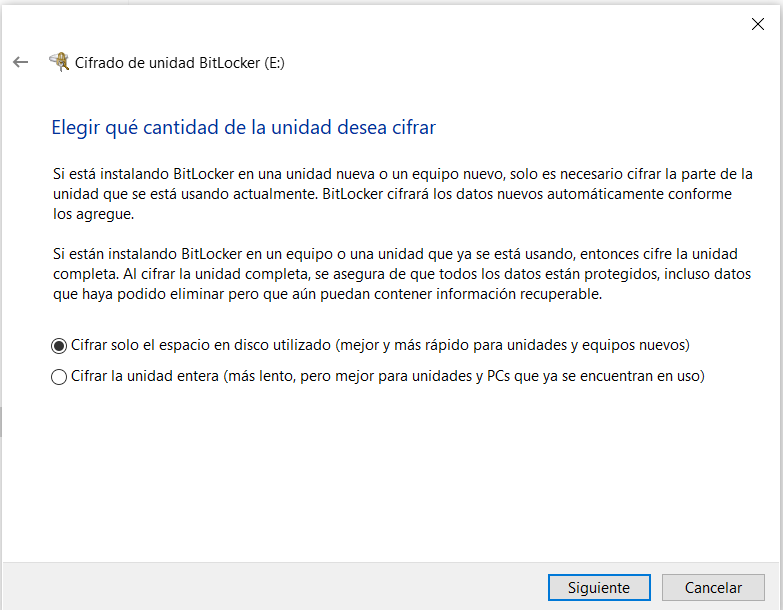 Cifrado de unidad BitLocker (E:)
Elegir qué cantidad de la unidad desea cifrar
Si está instalando BitLocker en una unidad nueva o un equipo nuevo, solo es necesario cifrar la parte de la
unidad que se está usando actualmente. BitLocker cifrará los datos nuevos automáticamente conforme
los agregue.
Si están instalando BitLocker en un equipo o una unidad que ya se está usando, entonces cifre la unidad
completa. Al cifrar la unidad completa, se asegura de que todos los datos están protegidos, incluso datos
que haya podido eliminar pero que aún puedan contener información recuperable.
Cifrar solo el espacio en disco utilizado (mejor y más rápido para unidades y equipos nuevos)
Cifrar la unidad entera (más lento, pero mejor para unidades y PCs que ya se encuentran en uso)
Siguiente
Cancelar